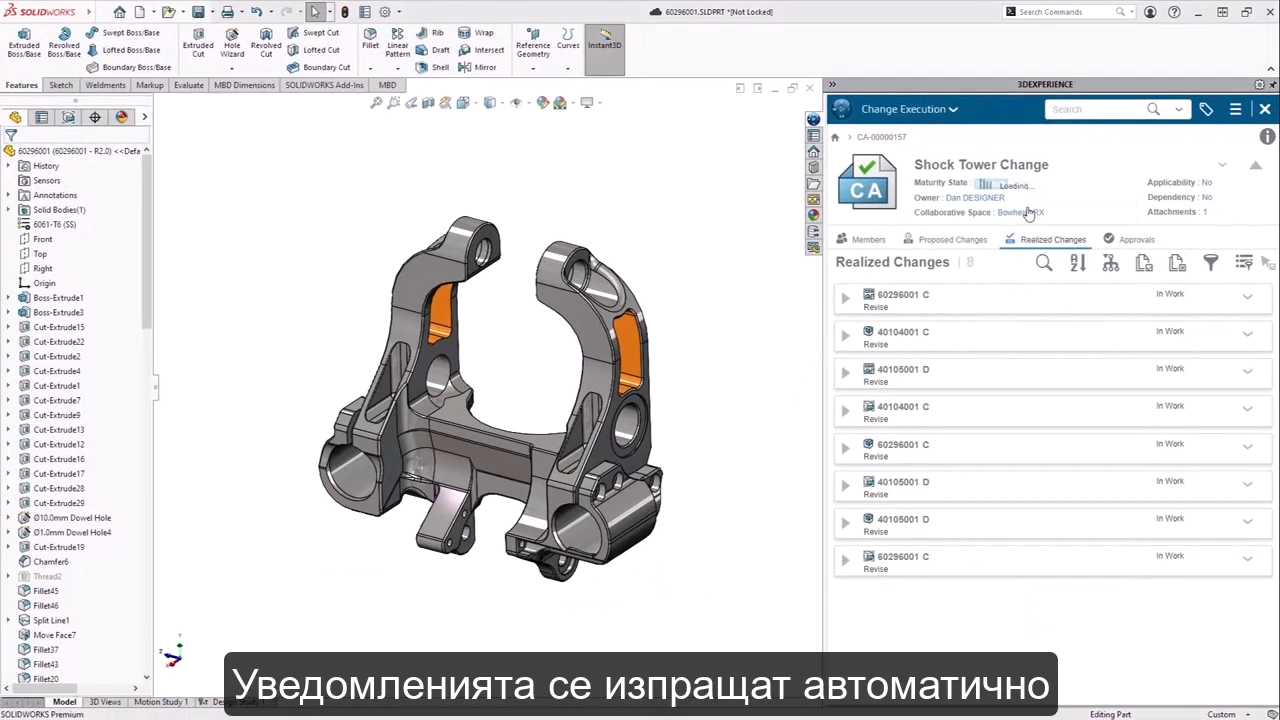 SOLIDWORKS
60296001.SLDPRT *[Not Locked]
Search Commands
Extruded Boss/Base
Revolved Boss/Base
Swept Boss/Base
Lofted Boss/Base
Boundary Boss/Base
Extruded Cut
Hole Wizard
Revolved Cut
Swept Cut
Lofted Cut
Boundary Cut
Fillet
Linear Pattern
Rib
Draft
Shell
Wrap
Intersect
Mirror
Reference Geometry
Curves
Instant3D
Features Sketch Weldments Markup Evaluate MBD Dimensions SOLIDWORKS Add-Ins MBD
60296001 (60296001 - R2.0) <<Defa
History
Sensors
Annotations
Solid Bodies(1)
6061-T6 (SS)
Front
Top
Right
Origin
Boss-Extrude1
Boss-Extrude3
Cut-Extrude15
Cut-Extrude22
Cut-Extrude2
Cut-Extrude4
Cut-Extrude1
Cut-Extrude7
Cut-Extrude9
Cut-Extrude13
Cut-Extrude12
Cut-Extrude16
Cut-Extrude17
Cut-Extrude28
Cut-Extrude29
Ø10.0mm Dowel Hole
Ø1.0mm Dowel Hole4
Cut-Extrude19
Chamfer6
Thread2
Fillet45
Fillet46
Split Line1
Move Face7
Fillet37
Fillet43
Fillet20
3DEXPERIENCE
Change Execution
Search
CA-00000157
CA
Shock Tower Change
Maturity State : Loading...
Owner : Dan DESIGNER
Collaborative Space :
Applicability : No
Dependency : No
Attachments : 1
Members Proposed Changes Realized Changes Approvals
Realized Changes | 8
60296001 C In Work
Revise
40104001 C In Work
Revise
40105001 D In Work
Revise
40104001 C In Work
Revise
60296001 C In Work
Revise
40105001 D In Work
Revise
40105001 D In Work
Revise
60296001 C In Work
Revise
Уведомленията се изпращат автоматично
Model 3D Views Motion Study 1
SOLIDWORKS Premium
Editing Part Custom